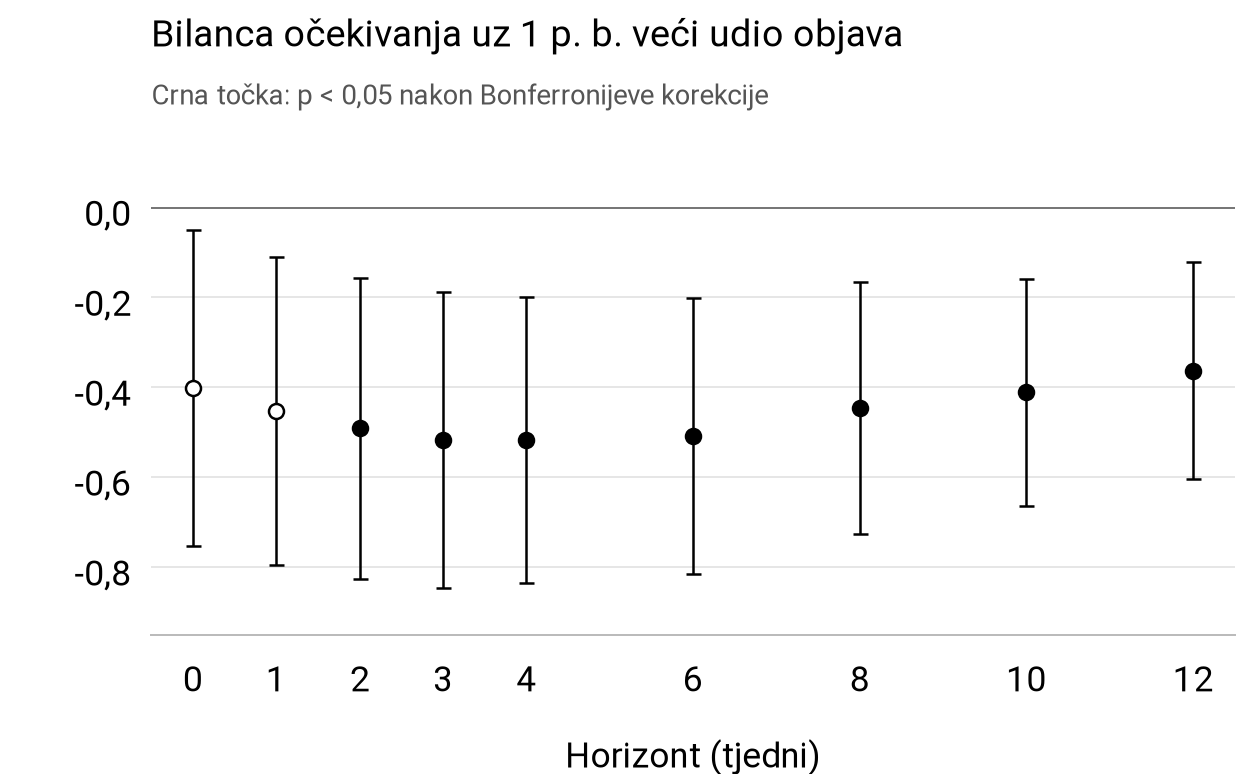 Bilanca očekivanja uz 1 p. b. veći udio objava
Crna točka: p < 0,05 nakon Bonferronijeve korekcije
0,0
-0,2
-0,4
-0,6
-0,8
0 1 2 3 4 6 8 10 12
Horizont (tjedni)